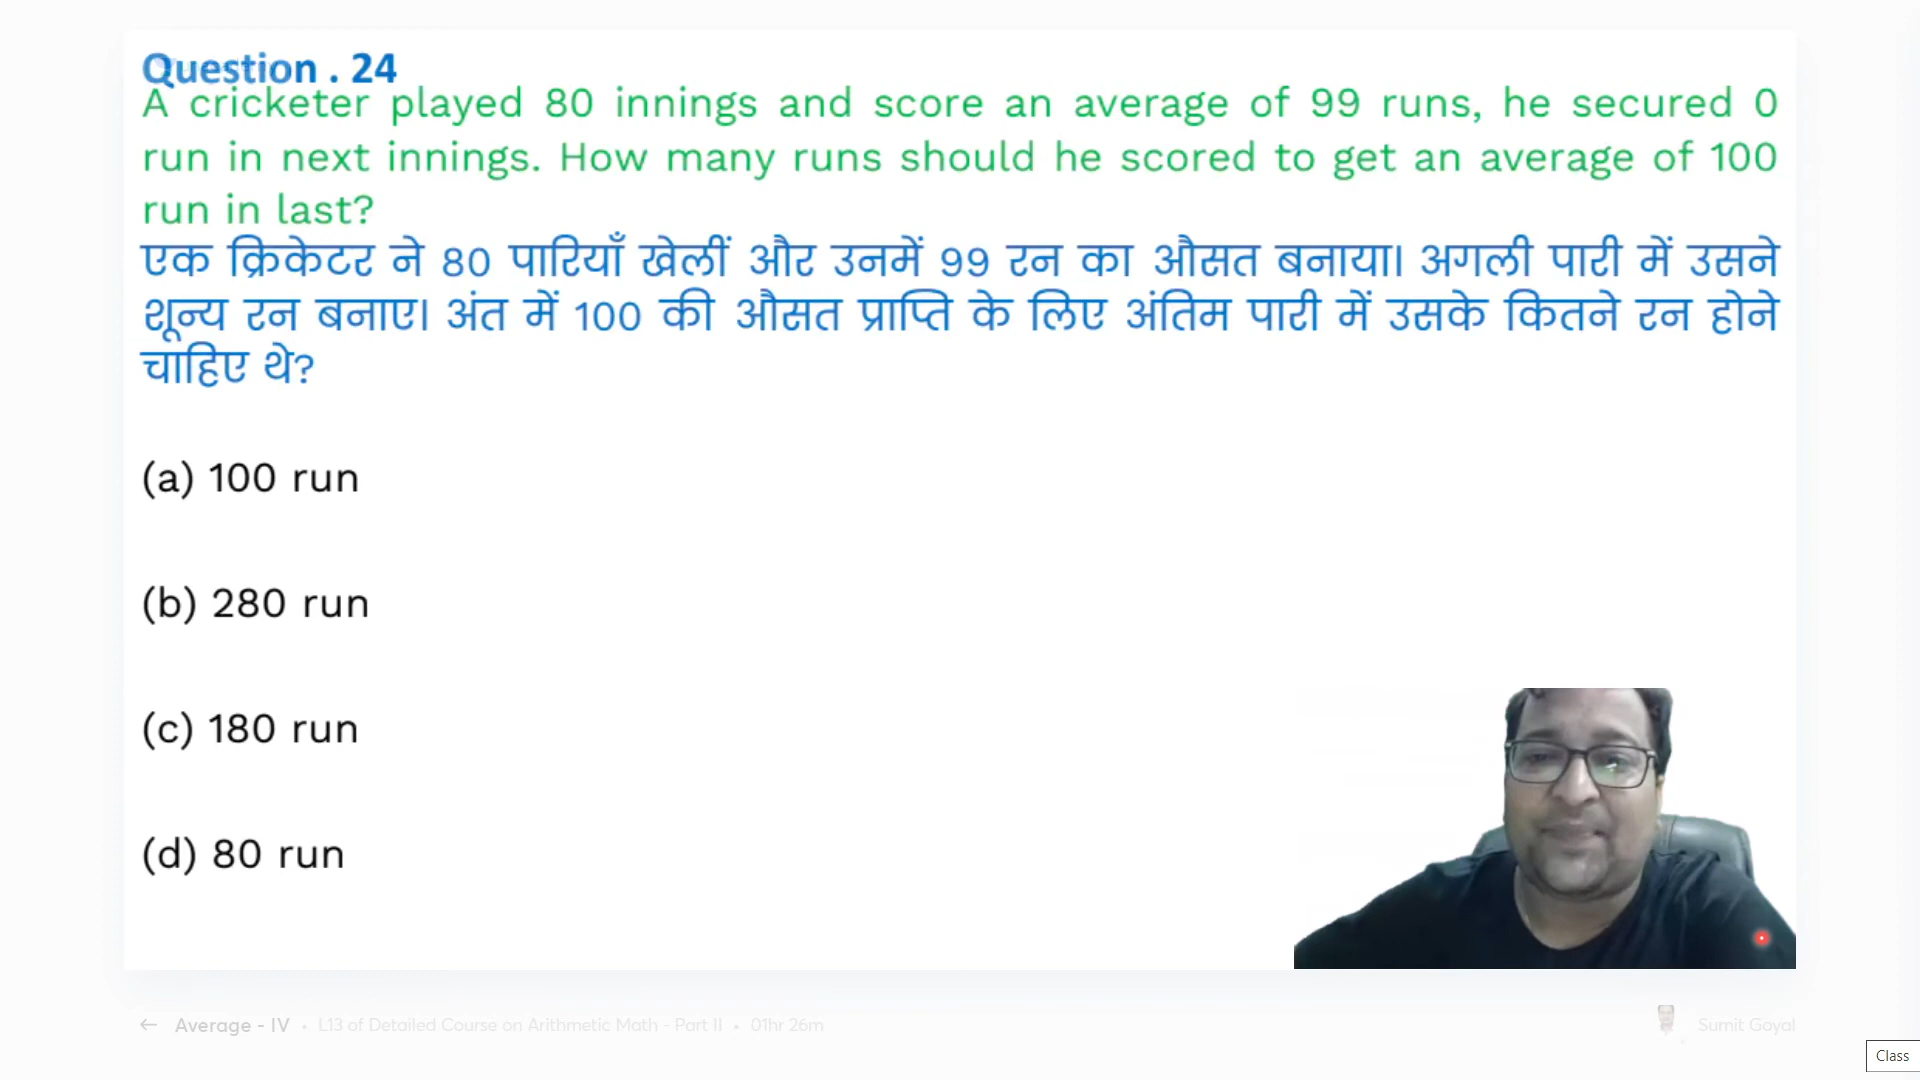 Question . 24
A cricketer played 80 innings and score an average of 99 runs, he secured 0
run in next innings. How many runs should he scored to get an average of 100
run in last?
एक क्रिकेटर ने 80 पारियाँ खेलीं और उनमें 99 रन का औसत बनाया। अगली पारी में उसने
शून्य रन बनाए। अंत में 100 की औसत प्राप्ति के लिए अंतिम पारी में उसके कितने रन होने
चाहिए थे?
(a) 100 run
(b) 280 run
(c) 180 run
(d) 80 run
← Average - IV • L13 of Detailed Course on Arithmetic Math - Part II • 01hr 26m
Sumit Goyal
Class